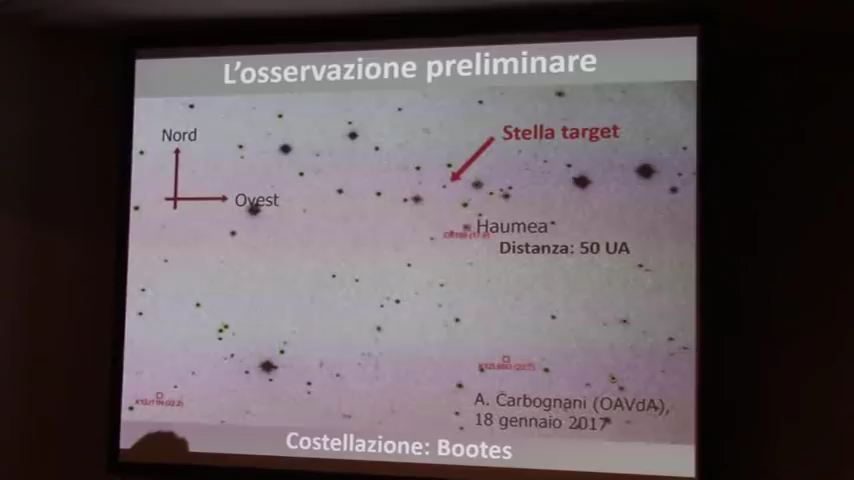 L'osservazione preliminare
Nord
Stella target
Ovest
Haumea
Distanza: 50 UA
A. Carbognani (OAVdA),
18 gennaio 2017
Costellazione: Bootes